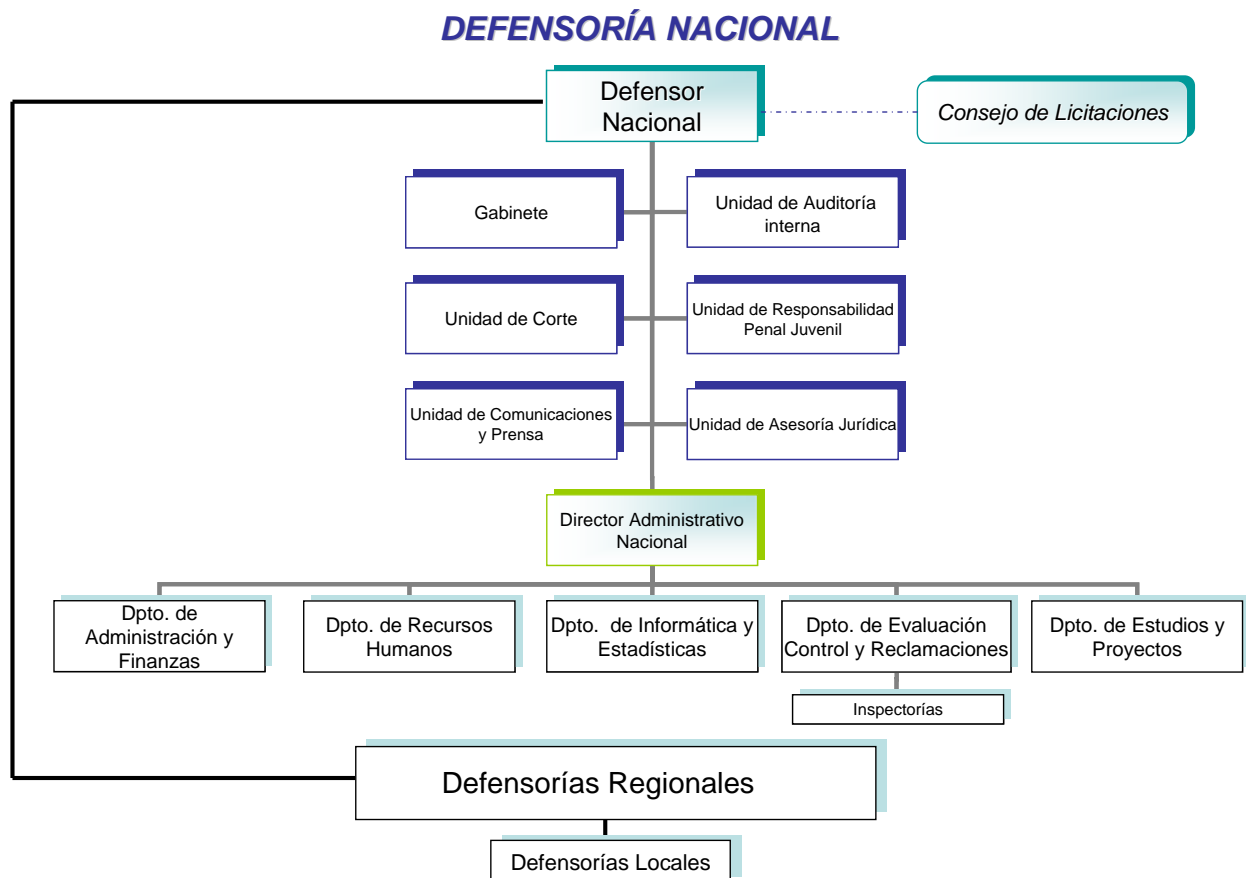 DEFENSORÍA NACIONAL
Defensor
Nacional
Consejo de Licitaciones
Gabinete
Unidad de Auditoría
interna
Unidad de Corte
Unidad de Responsabilidad
Penal Juvenil
Unidad de Comunicaciones
y Prensa
Unidad de Asesoría Jurídica
Director Administrativo
Nacional
Dpto. de
Administración y
Finanzas
Dpto. de Recursos
Humanos
Dpto. de Informática y
Estadísticas
Dpto. de Evaluación
Control y Reclamaciones
Dpto. de Estudios y
Proyectos
Inspectorías
Defensorías Regionales
Defensorías Locales